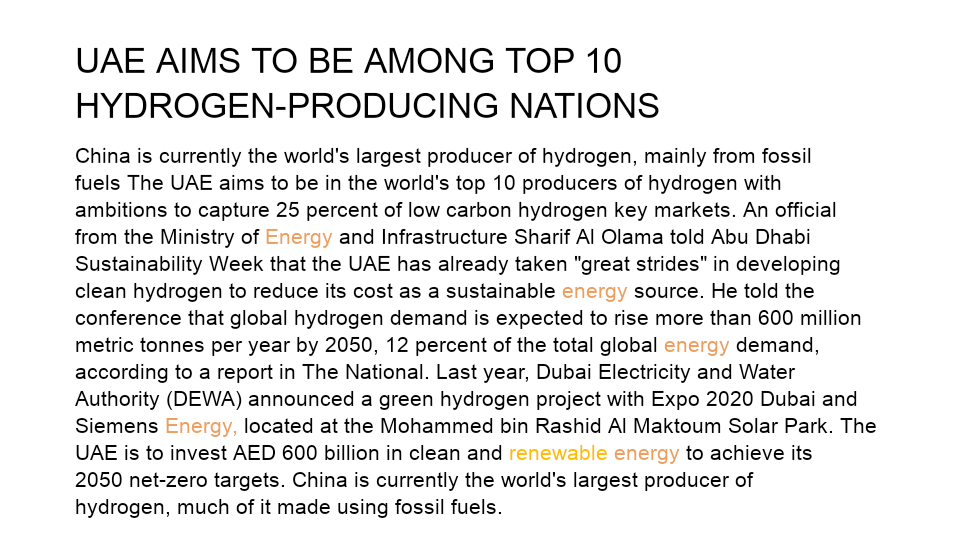 UAE AIMS TO BE AMONG TOP 10
HYDROGEN-PRODUCING NATIONS
China is currently the world's largest producer of hydrogen, mainly from fossil
fuels The UAE aims to be in the world's top 10 producers of hydrogen with
ambitions to capture 25 percent of low carbon hydrogen key markets. An official
from the Ministry of Energy and Infrastructure Sharif Al Olama told Abu Dhabi
Sustainability Week that the UAE has already taken "great strides" in developing
clean hydrogen to reduce its cost as a sustainable energy source. He told the
conference that global hydrogen demand is expected to rise more than 600 million
metric tonnes per year by 2050, 12 percent of the total global energy demand,
according to a report in The National. Last year, Dubai Electricity and Water
Authority (DEWA) announced a green hydrogen project with Expo 2020 Dubai and
Siemens Energy, located at the Mohammed bin Rashid Al Maktoum Solar Park. The
UAE is to invest AED 600 billion in clean and renewable energy to achieve its
2050 net-zero targets. China is currently the world's largest producer of
hydrogen, much of it made using fossil fuels.